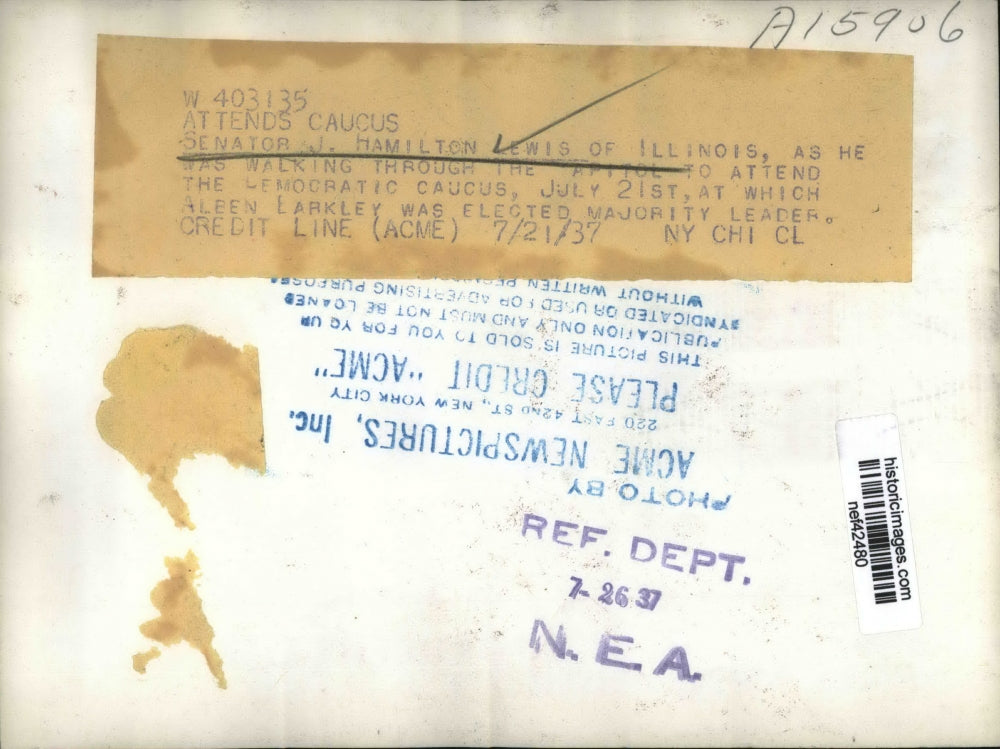 A15906
W 403135
ATTENDS CAUCUS
SENATOR J. HAMILTON LEWIS OF ILLINOIS, AS HE
WAS WALKING THROUGH THE CAPITOL TO ATTEND
THE DEMOCRATIC CAUCUS, JULY 21ST, AT WHICH
ALBEN BARKLEY WAS ELECTED MAJORITY LEADER.
CREDIT LINE (ACME) 7/21/37 NY CHI CL
PHOTO BY
ACME NEWSPICTURES, Inc.
220 EAST 42ND ST., NEW YORK CITY
PLEASE CREDIT "ACME"
THIS PICTURE IS SOLD TO YOU FOR
PUBLICATION ONLY AND MUST NOT BE LOANED
SYNDICATED OR USED FOR ADVERTISING PURPOSES
WITHOUT WRITTEN
REF. DEPT.
7-26 37
N. E. A.
historicimages.com
nef42480